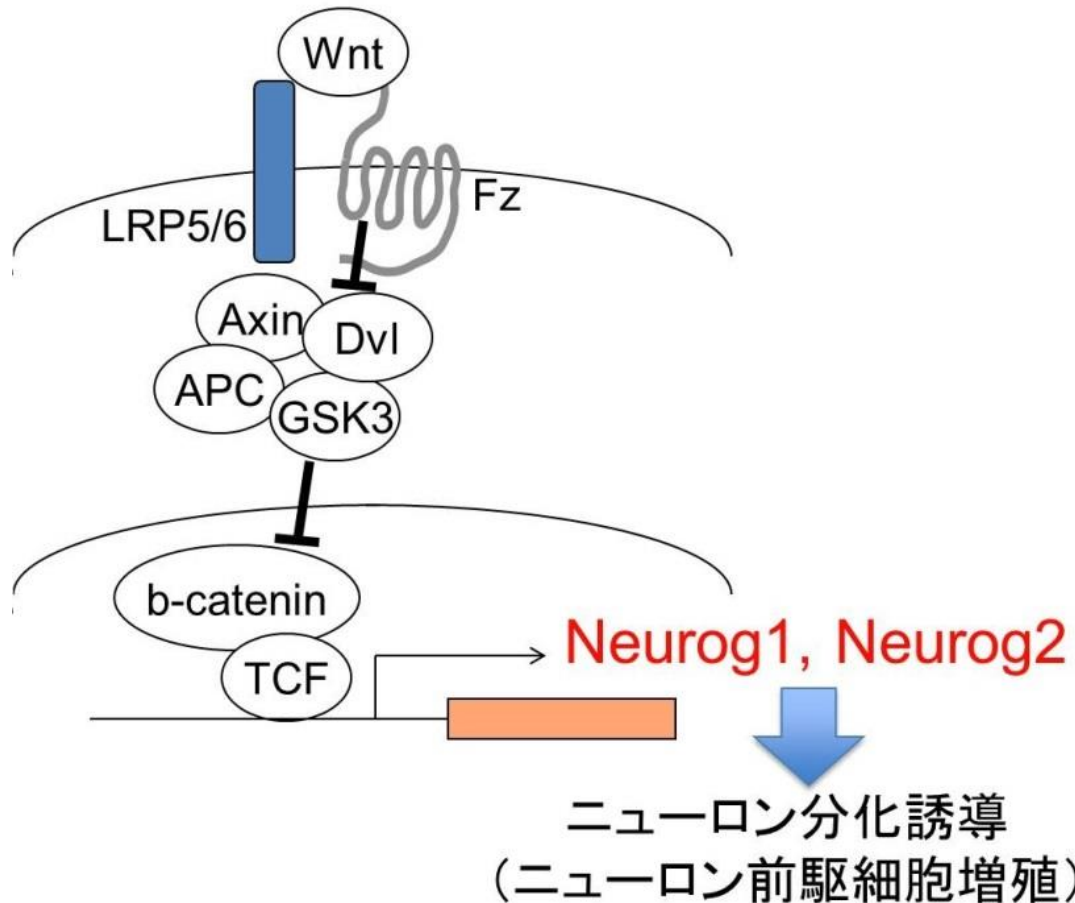 Wnt
Fz
LRP5/6
Axin
Dvl
APC
GSK3
b-catenin
TCF
Neurog1, Neurog2
ニューロン分化誘導
(ニューロン前駆細胞増殖)